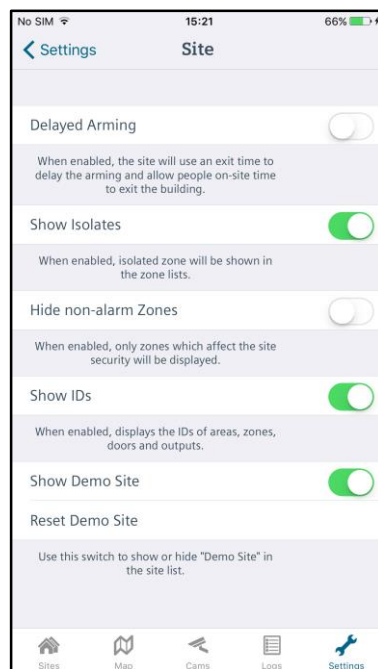 No SIM 15:21 66%
Settings Site
Delayed Arming
When enabled, the site will use an exit time to
delay the arming and allow people on-site time
to exit the building.
Show Isolates
When enabled, isolated zone will be shown in
the zone lists.
Hide non-alarm Zones
When enabled, only zones which affect the site
security will be displayed.
Show IDs
When enabled, displays the IDs of areas, zones,
doors and outputs.
Show Demo Site
Reset Demo Site
Use this switch to show or hide "Demo Site" in
the site list.
Sites Map Cams Logs Settings